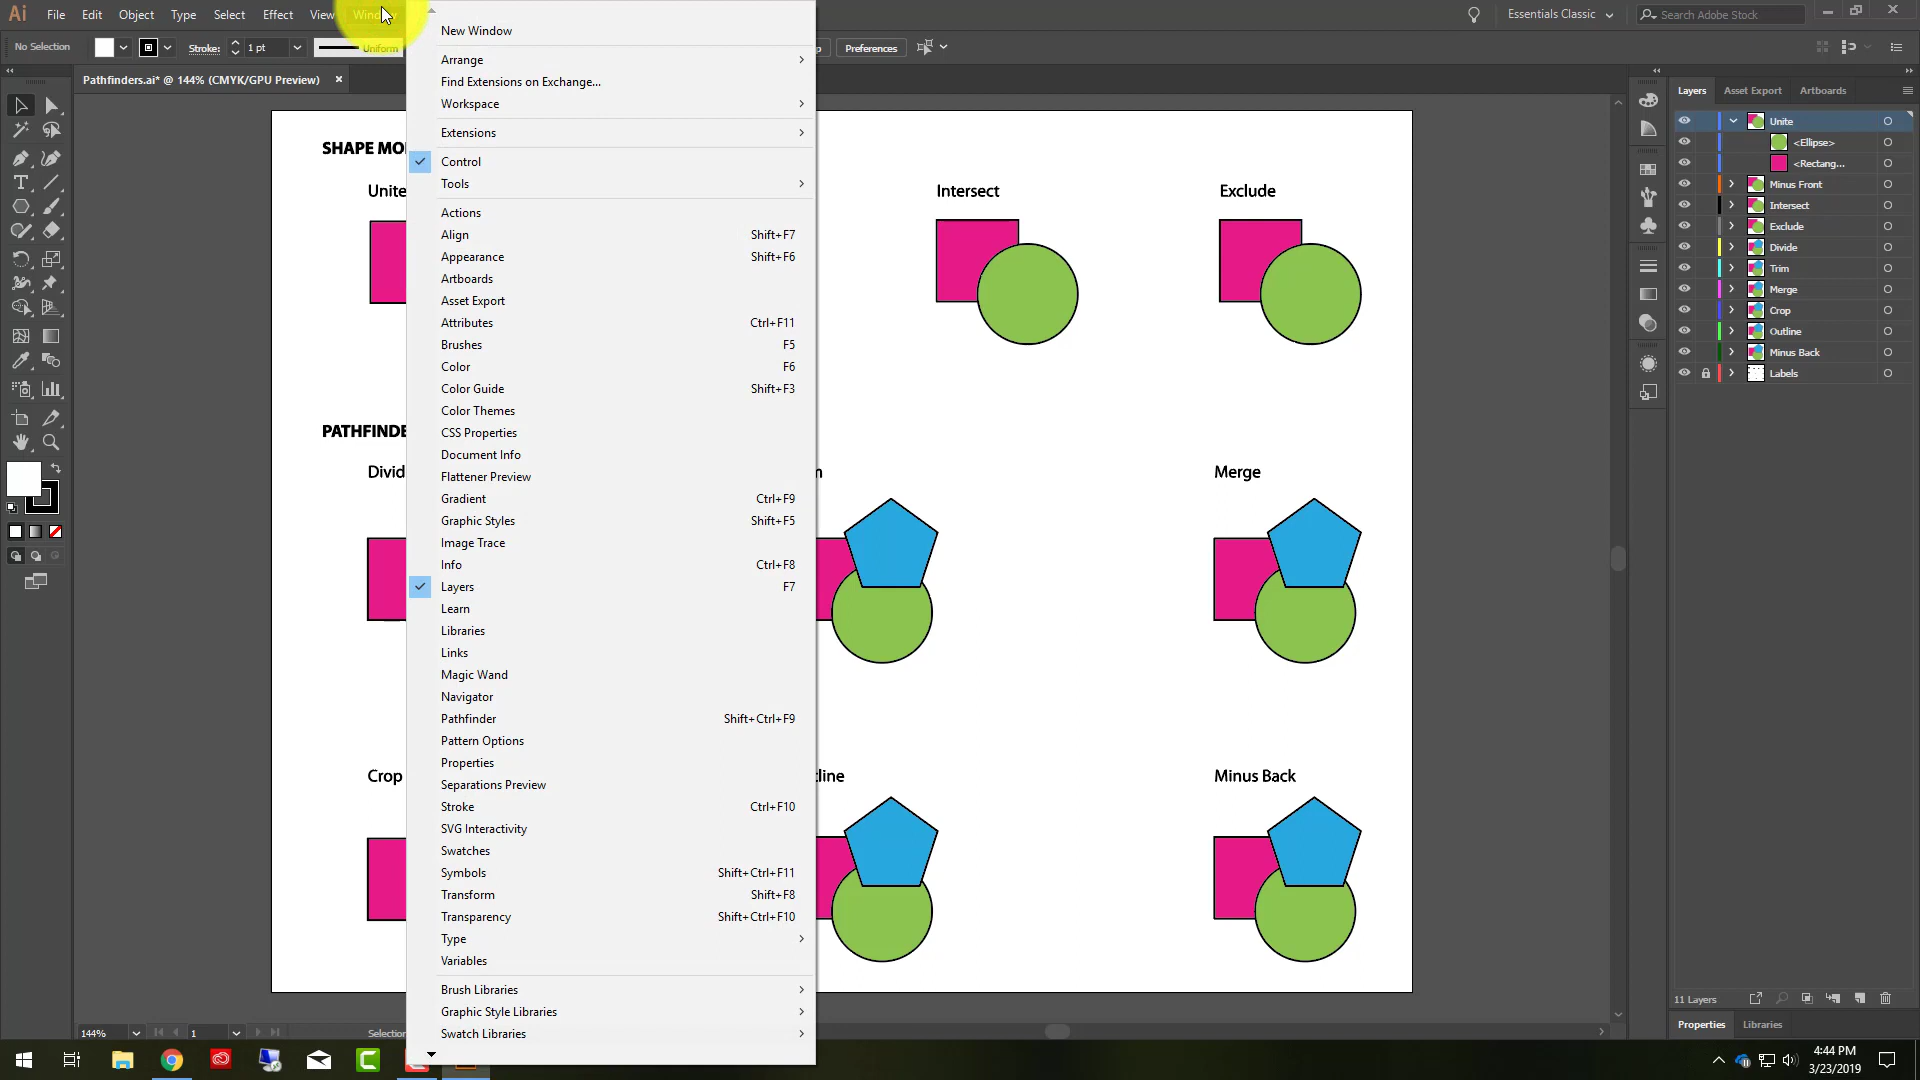 Ai File Edit Object Type Select Effect View Window
Essentials Classic
Search Adobe Stock
No Selection
Stroke: 1 pt
Uniform
Preferences
Pathfinders.ai* @ 144% (CMYK/GPU Preview) ×
New Window
Arrange
Find Extensions on Exchange...
Workspace
Extensions
Control
Tools
Actions
Align Shift+F7
Appearance Shift+F6
Artboards
Asset Export
Attributes Ctrl+F11
Brushes F5
Color F6
Color Guide Shift+F3
Color Themes
CSS Properties
Document Info
Flattener Preview
Gradient Ctrl+F9
Graphic Styles Shift+F5
Image Trace
Info Ctrl+F8
Layers F7
Learn
Libraries
Links
Magic Wand
Navigator
Pathfinder Shift+Ctrl+F9
Pattern Options
Properties
Separations Preview
Stroke Ctrl+F10
SVG Interactivity
Swatches
Symbols Shift+Ctrl+F11
Transform Shift+F8
Transparency Shift+Ctrl+F10
Type
Variables
Brush Libraries
Graphic Style Libraries
Swatch Libraries
SHAPE MO
Unite
Intersect
Exclude
PATHFINDE
Divid
Merge
Crop
tline
Minus Back
Layers Asset Export Artboards
Unite
<Ellipse>
<Rectang...
Minus Front
Intersect
Exclude
Divide
Trim
Merge
Crop
Outline
Minus Back
Labels
11 Layers
Properties Libraries
144%
1
Selection
4:44 PM
3/23/2019